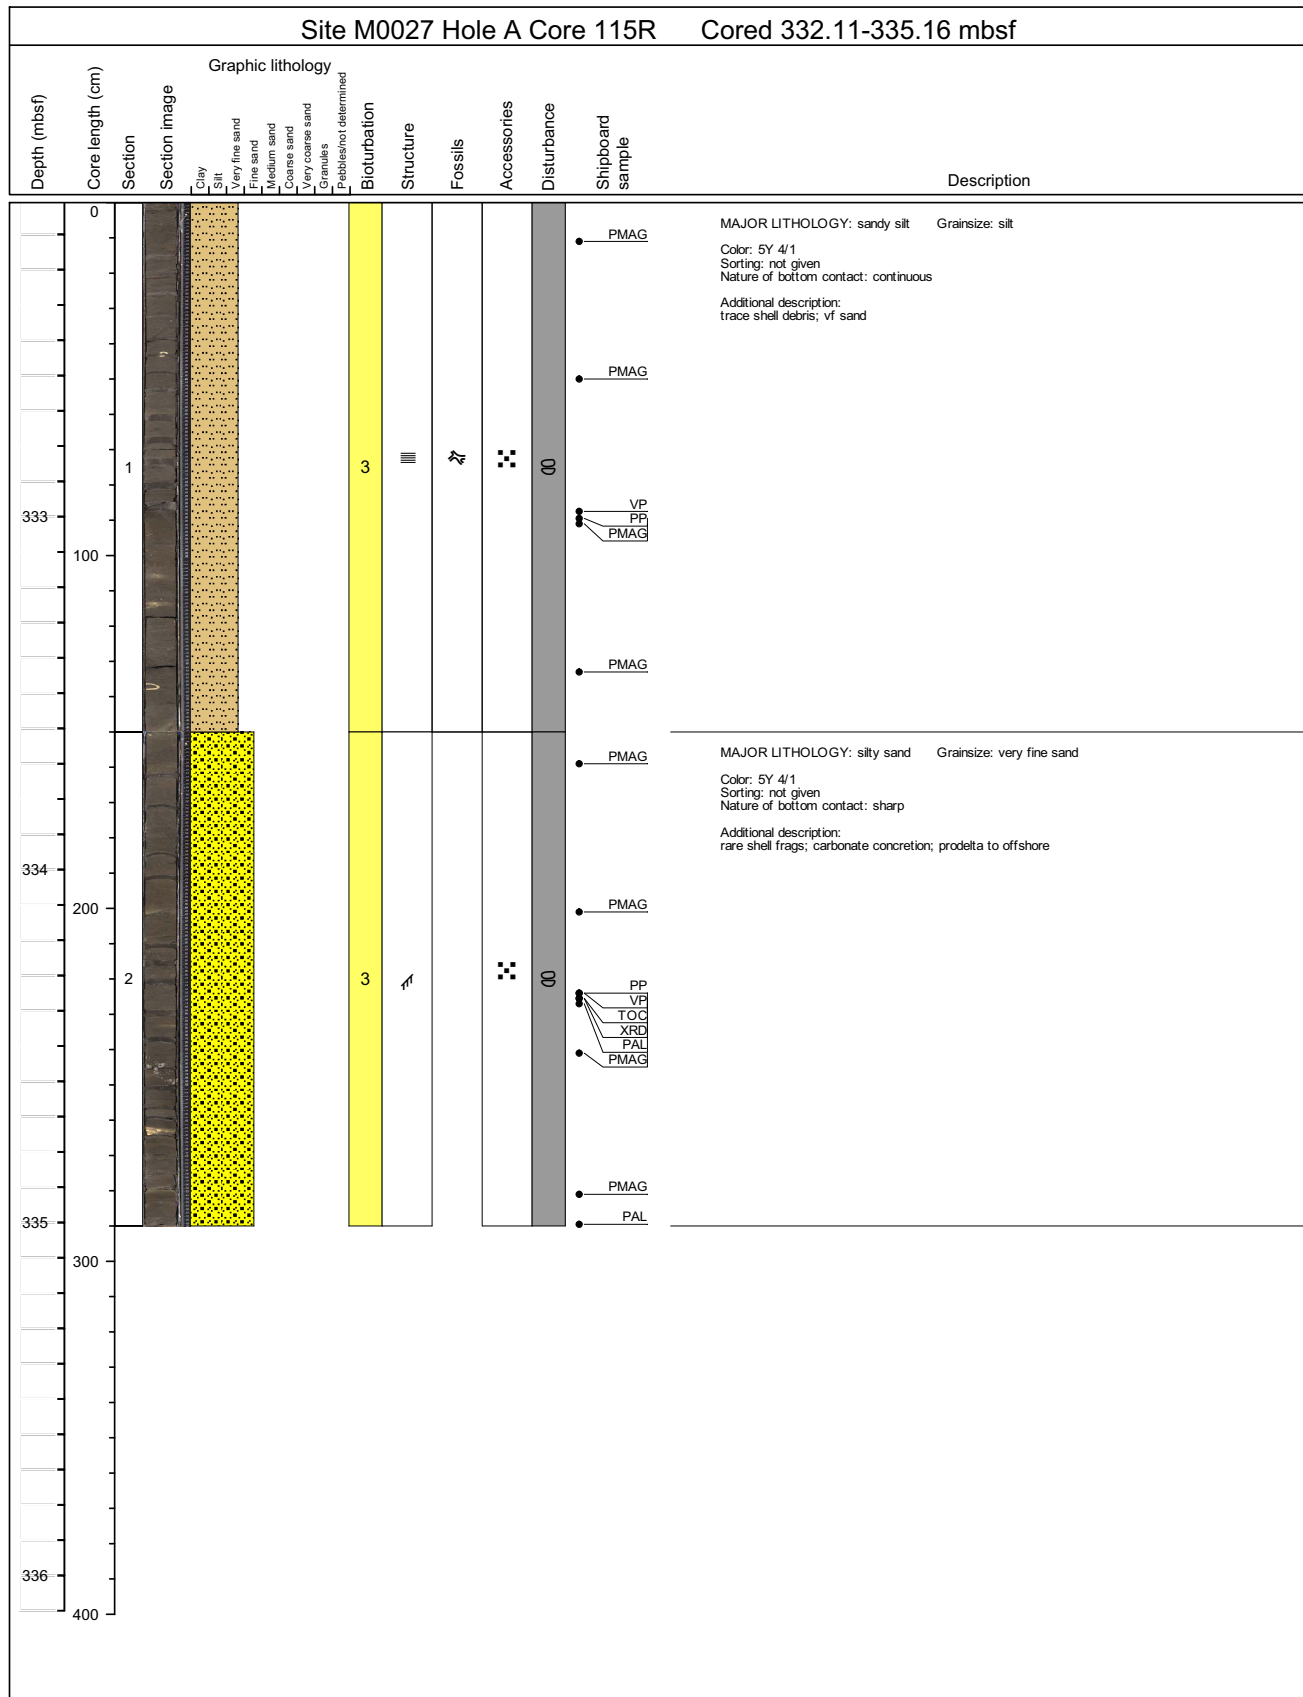 Site M0027 Hole A Core 115R Cored 332.11-335.16 mbsf
Graphic lithology
Depth (mbsf)
Core length (cm)
Section
Section image
Clay
Silt
Very fine sand
Fine sand
Medium sand
Coarse sand
Very coarse sand
Granules
Pebbles/not determined
Bioturbation
Structure
Fossils
Accessories
Disturbance
Shipboard
sample
Description
0
MAJOR LITHOLOGY: sandy silt Grainsize: silt
PMAG
Color: 5Y 4/1
Sorting: not given
Nature of bottom contact: continuous
Additional description:
trace shell debris; vf sand
PMAG
1
3
VP
333
PP
PMAG
100
PMAG
MAJOR LITHOLOGY: silty sand Grainsize: very fine sand
PMAG
Color: 5Y 4/1
Sorting: not given
Nature of bottom contact: sharp
Additional description:
rare shell frags; carbonate concretion; prodelta to offshore
334
PMAG
200
2
3
PP
VP
TOC
XRD
PAL
PMAG
PMAG
PAL
335
300
336
400